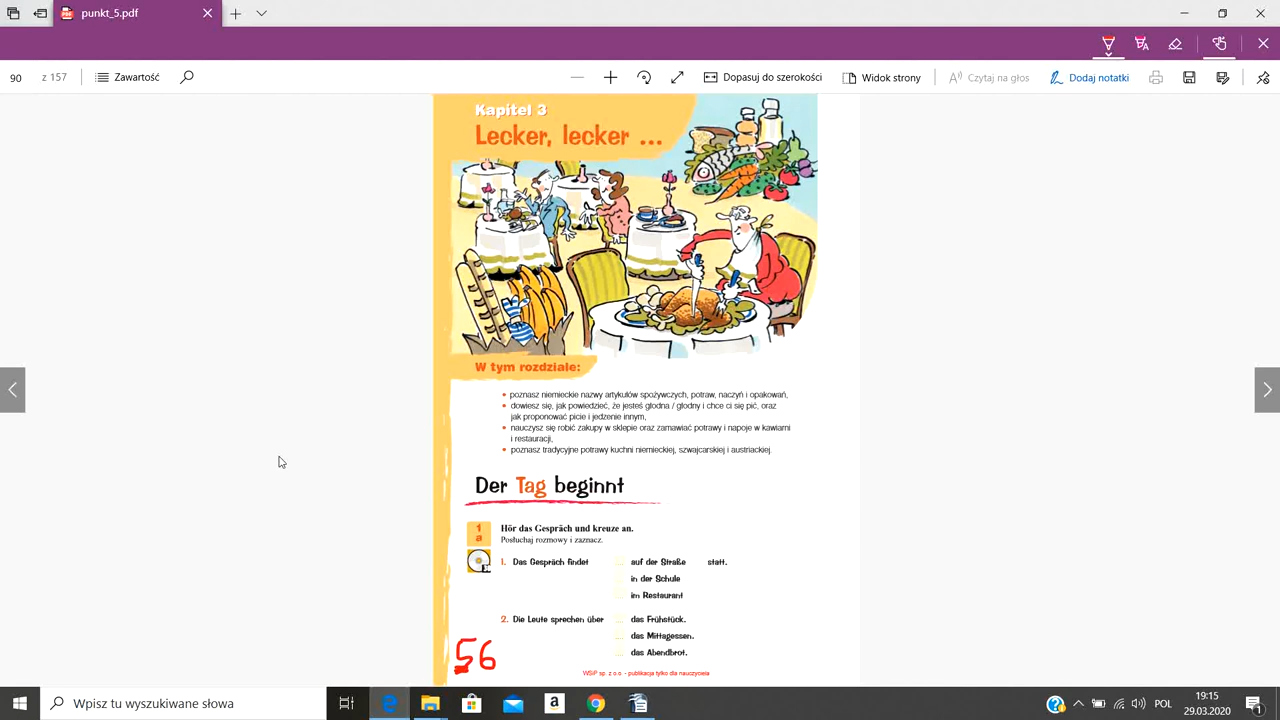 punkt_5.pdf
90 z 157 Zawartość Dopasuj do szerokości Widok strony Czytaj na głos Dodaj notatki
Kapitel 3
Lecker, lecker ...
W tym rozdziale:
• poznasz niemieckie nazwy artykułów spożywczych, potraw, naczyń i opakowań,
• dowiesz się, jak powiedzieć, że jesteś głodna / głodny i chce ci się pić, oraz
jak proponować picie i jedzenie innym,
• nauczysz się robić zakupy w sklepie oraz zamawiać potrawy i napoje w kawiarni
i restauracji,
• poznasz tradycyjne potrawy kuchni niemieckiej, szwajcarskiej i austriackiej.
Der Tag beginnt
1
a
Hör das Gespräch und kreuze an.
Posłuchaj rozmowy i zaznacz.
1. Das Gespräch findet .... auf der Straße statt.
in der Schule
im Restaurant
2. Die Leute sprechen über .... das Frühstück.
.... das Mittagessen.
.... das Abendbrot.
56
WSiP sp. z o.o. - publikacja tylko dla nauczyciela
Wpisz tu wyszukiwane słowa
POL
19:15
29.03.2020